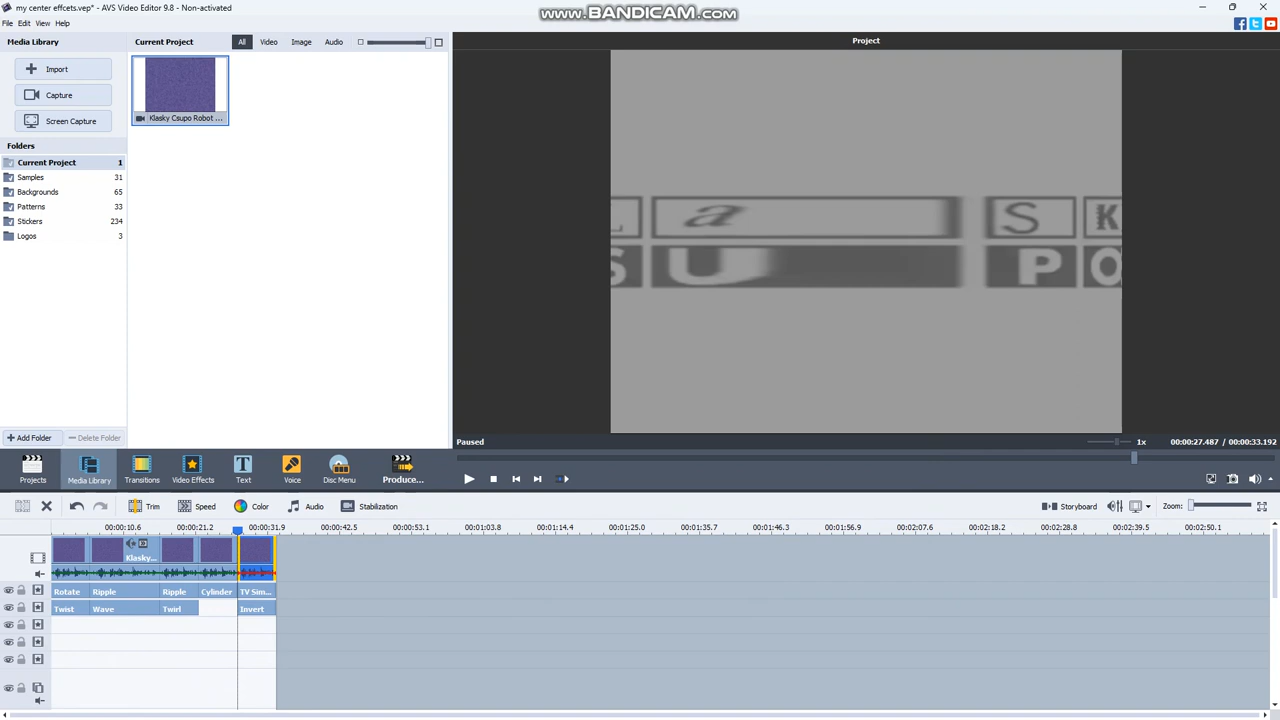 my center effcets.vep* - AVS Video Editor 9.8 - Non-activated
www.BANDICAM.com
File Edit View Help
Media Library
Current Project
All Video Image Audio
Project
Import
Capture
Screen Capture
Klasky Csupo Robot ...
Folders
Current Project 1
Samples 31
Backgrounds 65
Patterns 33
Stickers 234
Logos 3
L a S K
S U P O
+ Add Folder
Delete Folder
Paused
1x
00:00:27.487 / 00:00:33.192
Projects
Media Library
Transitions
Video Effects
Text
Voice
Disc Menu
Produce...
Trim
Speed
Color
Audio
Stabilization
Storyboard
Zoom:
00:00:10.6 00:00:21.2 00:00:31.9 00:00:42.5 00:00:53.1 00:01:03.8 00:01:14.4 00:01:25.0 00:01:35.7 00:01:46.3 00:01:56.9 00:02:07.6 00:02:18.2 00:02:28.8 00:02:39.5 00:02:50.1
Klasky...
Rotate Ripple Ripple Cylinder TV Sim...
Twist Wave Twirl Invert